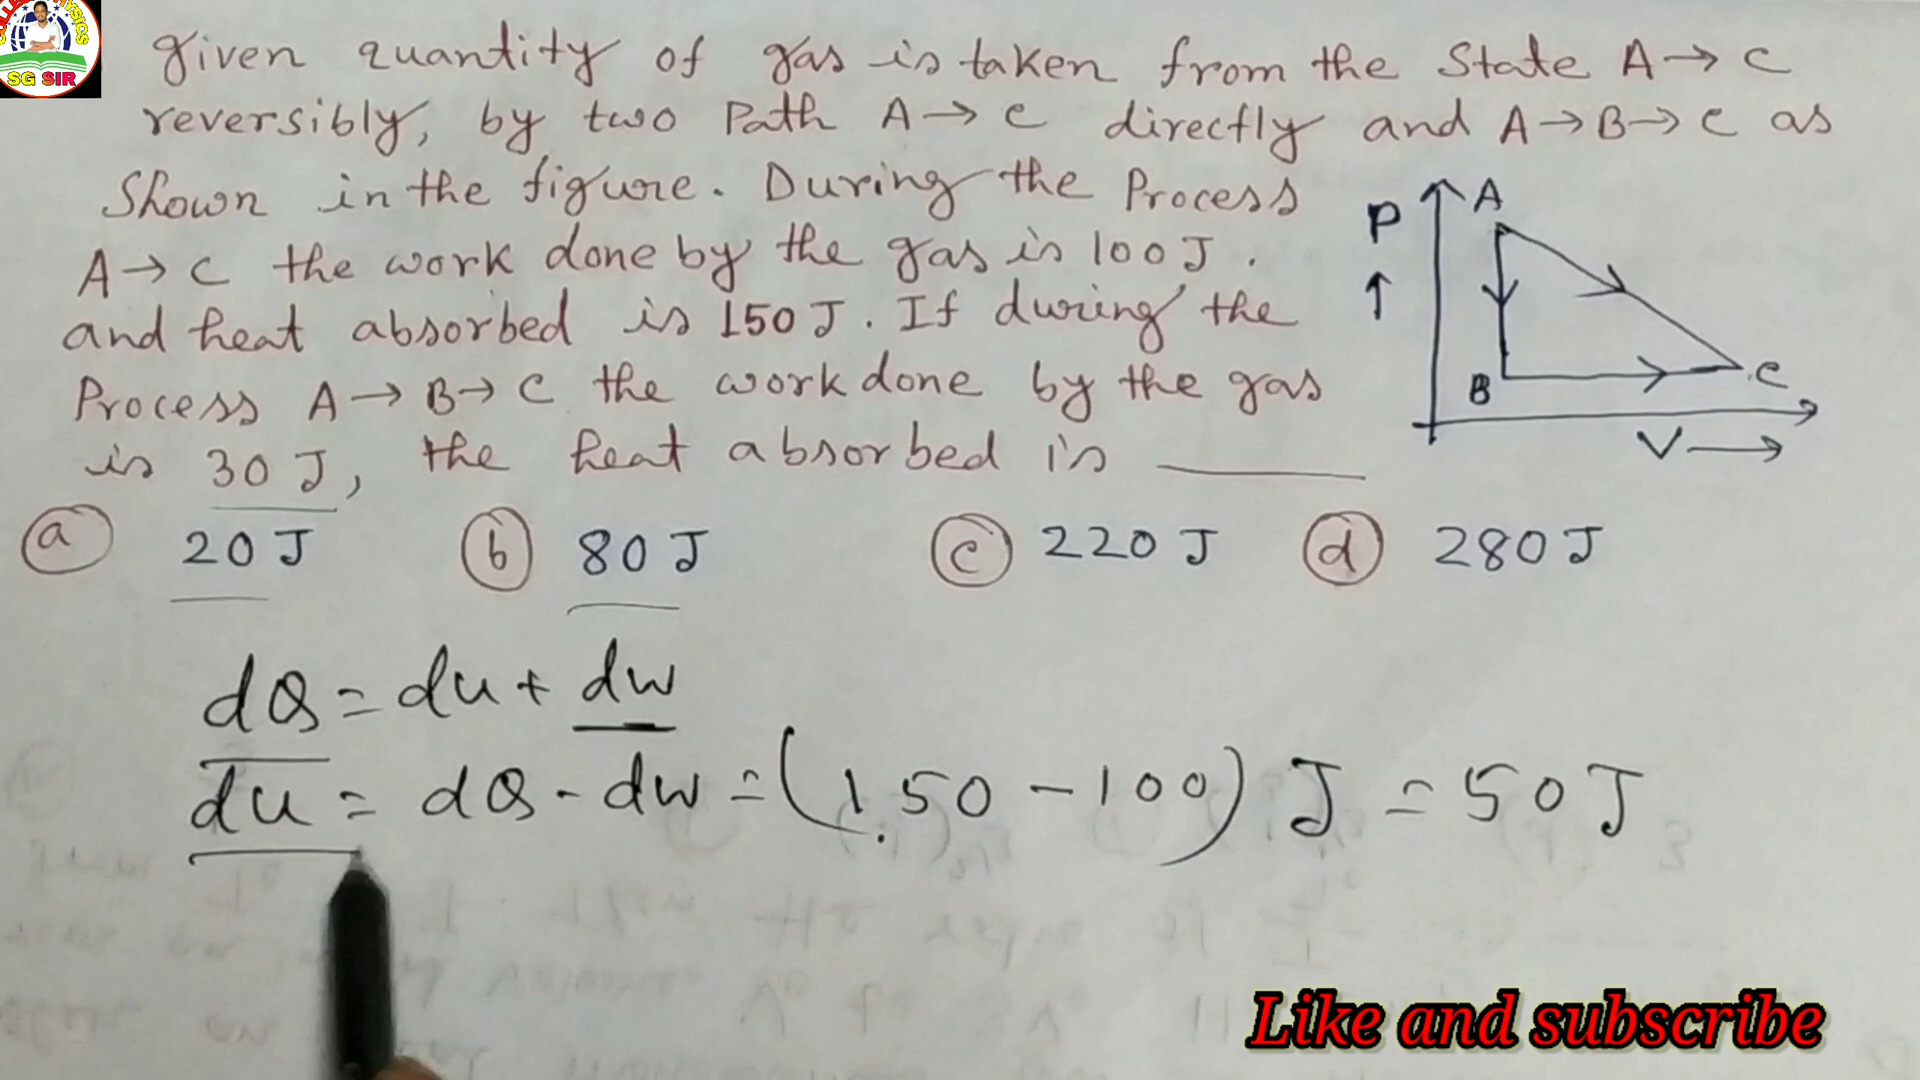 SG SIR
given quantity of gas is taken from the State A → C
reversibly, by two Path A → C directly and A → B → C as
Shown in the figure. During the Process
A → C the work done by the gas is 100 J.
and heat absorbed is 150 J. If during the
Process A → B → C the work done by the gas
is 30 J, the heat absorbed is ______
(a) 20 J (b) 80 J (c) 220 J (d) 280 J
P ↑
A
B
C
V →
dQ = du + dw
du = dQ - dw = (150 - 100) J = 50 J
Like and subscribe